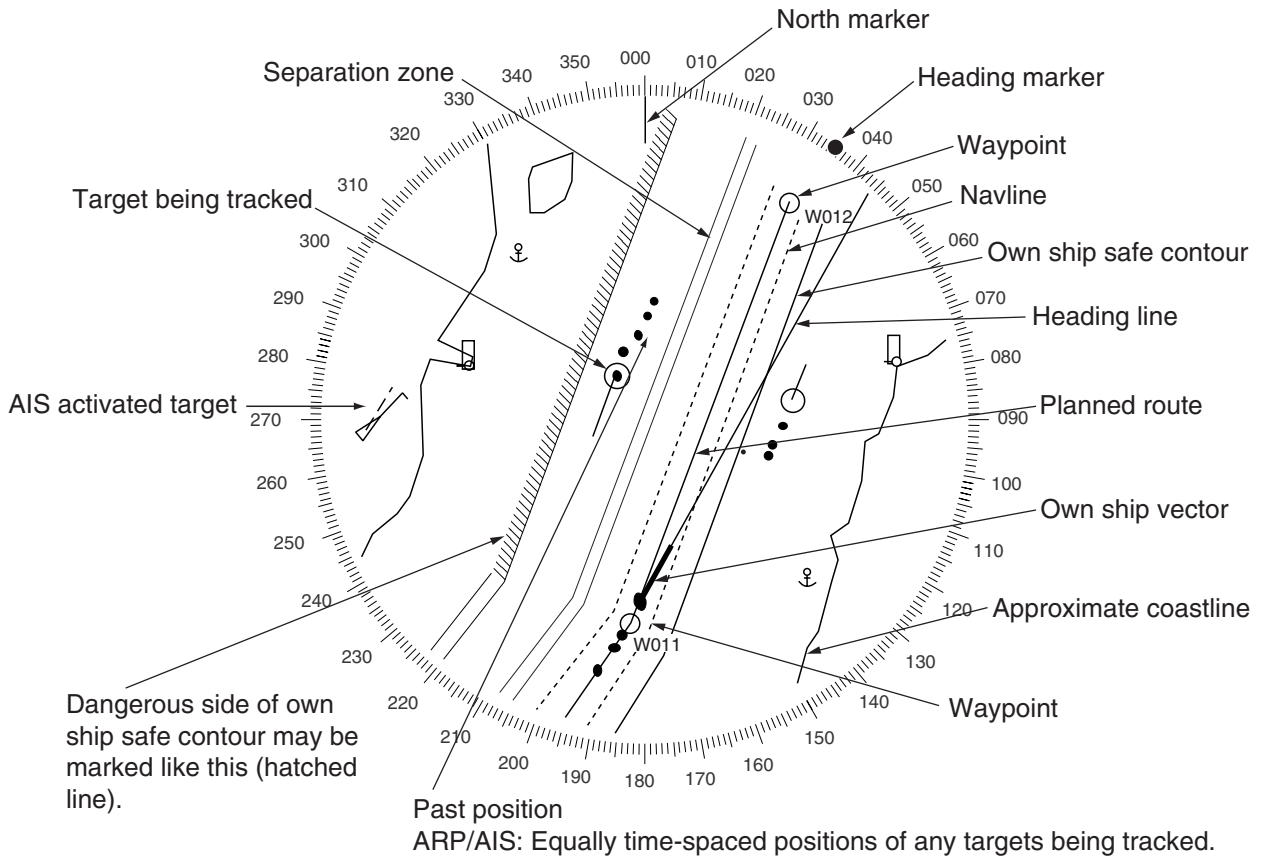 North marker
Separation zone
Heading marker
000
350
010
340
020
330
030
320
040
Waypoint
310
050
Navline
Target being tracked
W012
300
060
Own ship safe contour
290
070
Heading line
280
080
AIS activated target
270
090
Planned route
260
100
Own ship vector
250
110
240
120
Approximate coastline
230
W011
130
220
140
Waypoint
210
150
200
160
190
180
170
Dangerous side of own
ship safe contour may be
marked like this (hatched
line).
Past position
ARP/AIS: Equally time-spaced positions of any targets being tracked.